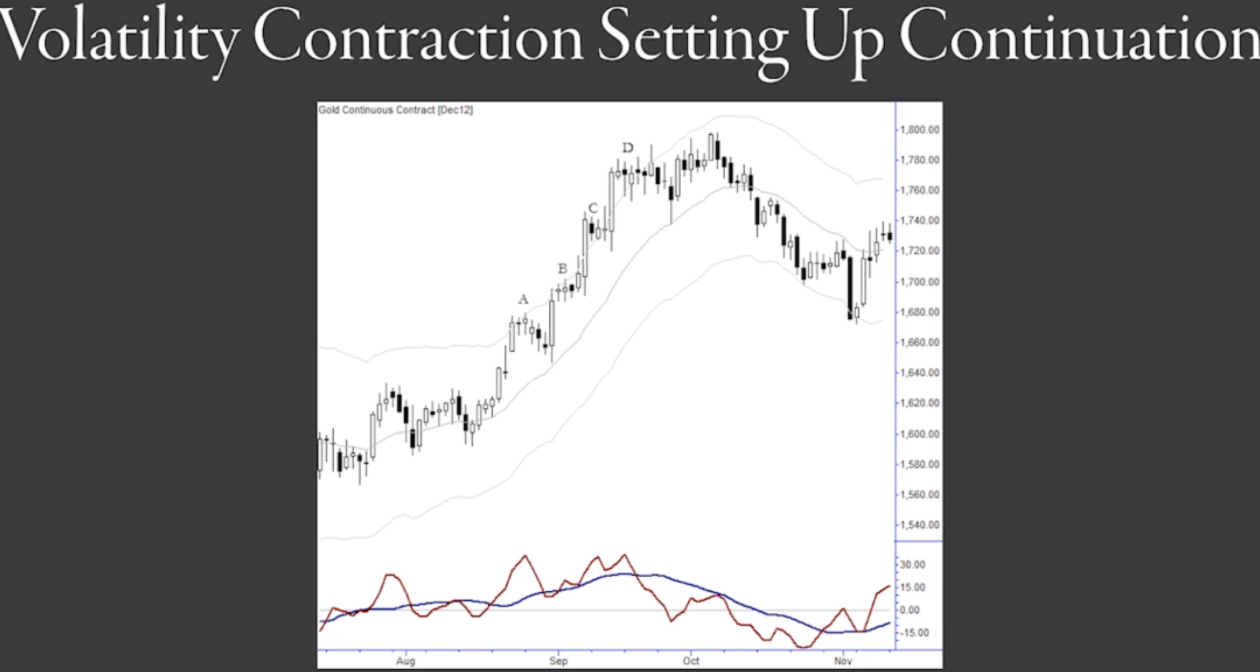 Volatility Contraction Setting Up Continuation
Gold Continuous Contract [Dec12]
1,800.00
D
1,780.00
1,760.00
C
1,740.00
1,720.00
B
1,700.00
A
1,680.00
1,660.00
1,640.00
1,620.00
1,600.00
1,580.00
1,560.00
1,540.00
30.00
15.00
0.00
-15.00
Aug Sep Oct Nov